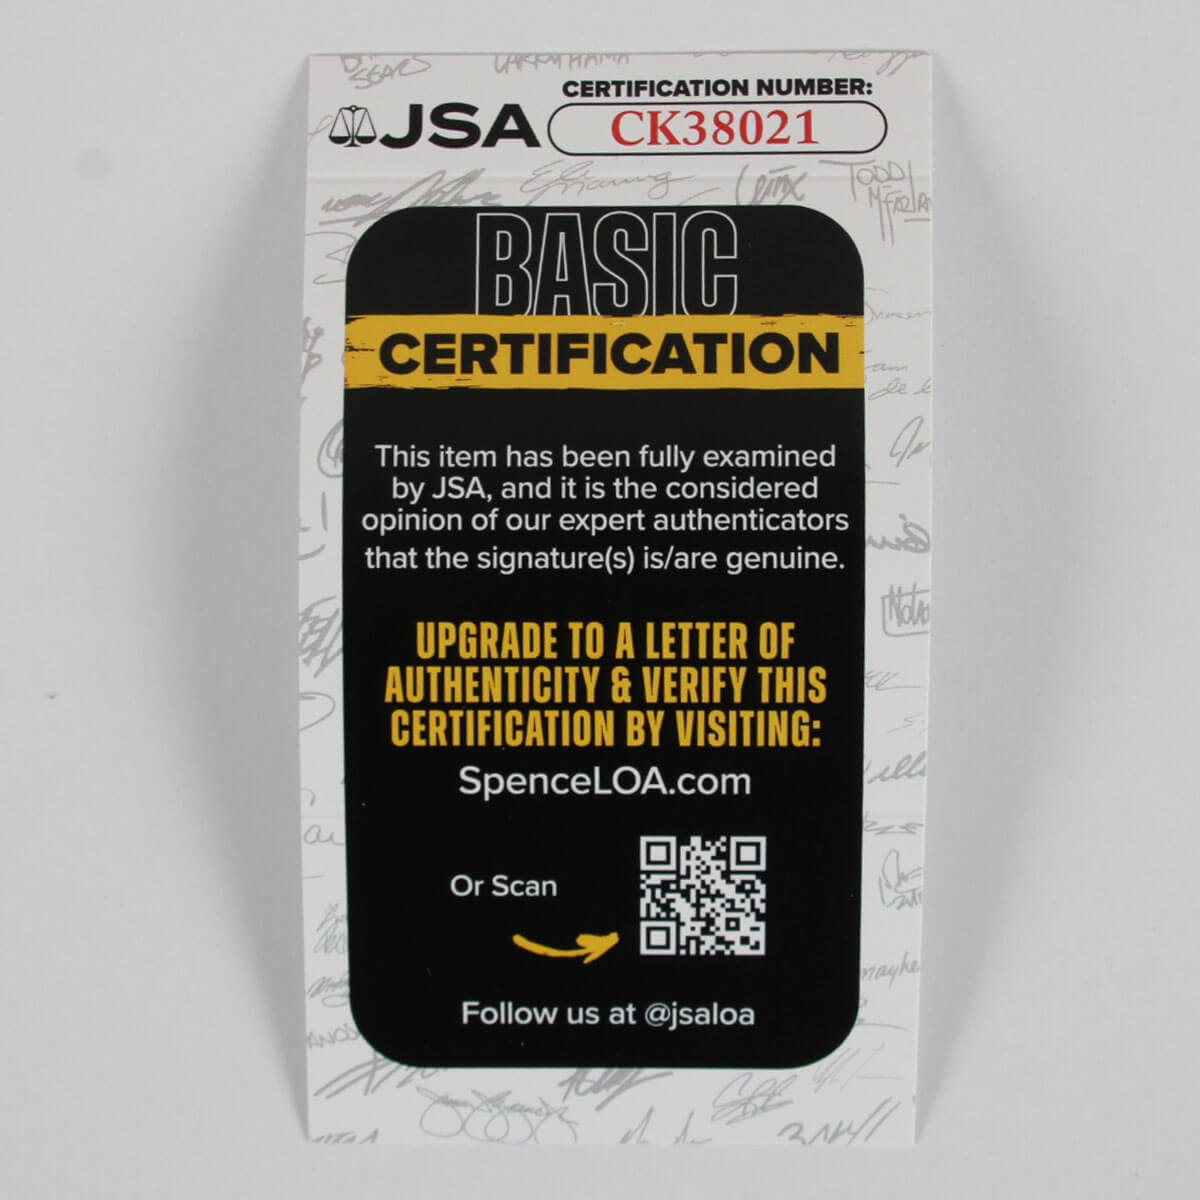 CERTIFICATION NUMBER:
JSA
CK38021
BASIC
CERTIFICATION
This item has been fully examined
by JSA, and it is the considered
opinion of our expert authenticators
that the signature(s) is/are genuine.
UPGRADE TO A LETTER OF
AUTHENTICITY & VERIFY THIS
CERTIFICATION BY VISITING:
SpenceLOA.com
Or Scan
Follow us at @jsaloa